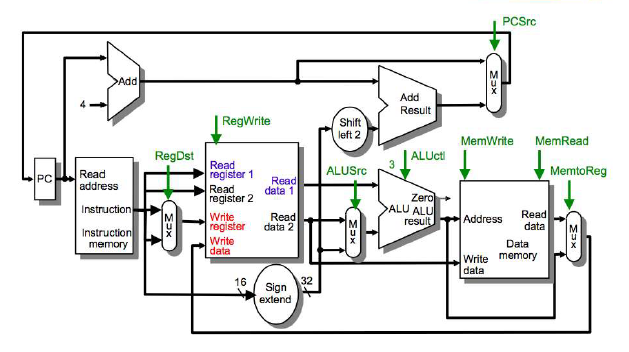 PCSrc
Add
4
Add
Result
Mux
Shift
left 2
RegWrite
RegDst
ALUSrc
3
ALUctl
MemWrite
MemRead
MemtoReg
PC
Read
address
Instruction
Instruction
memory
Mux
Read
register 1
Read
register 2
Write
register
Write
data
Read
data 1
Read
data 2
Mux
Zero
ALU
ALU
result
Address
Write
data
Read
data
Data
memory
Mux
16
Sign
extend
32